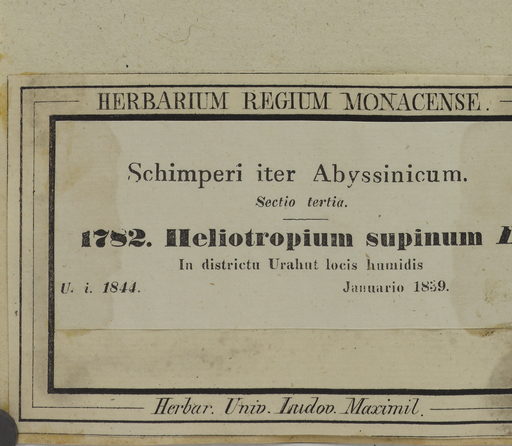 HERBARIUM REGIUM MONACENSE.
Schimperi iter Abyssinicum.
Sectio tertia.
1782. Heliotropium supinum L
In districtu Urahut locis humidis
U. i. 1844. Januario 1839.
Herbar. Univ. Ludov. Maximil.